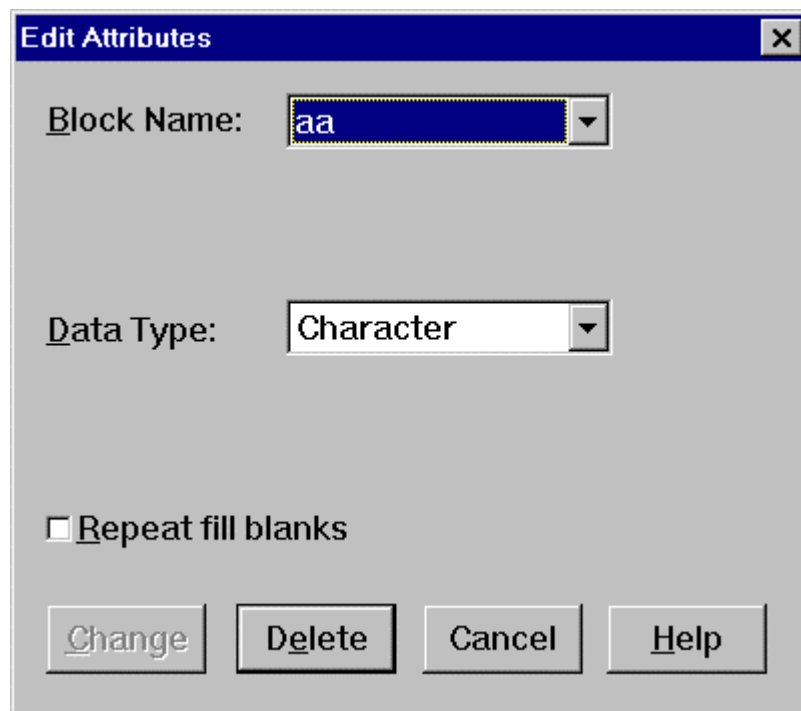 Edit Attributes
Block Name: aa
Data Type: Character
Repeat fill blanks
Change Delete Cancel Help